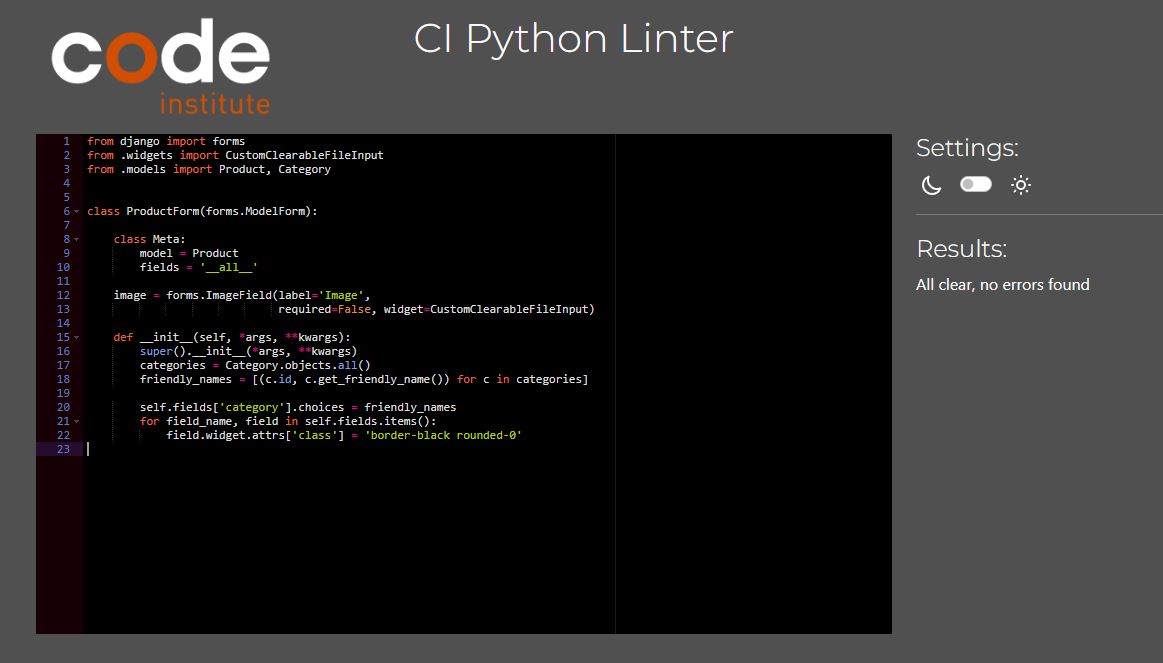 code
institute
CI Python Linter
1 from django import forms
2 from .widgets import CustomClearableFileInput
3 from .models import Product, Category
4
5
6 class ProductForm(forms.ModelForm):
7
8     class Meta:
9         model = Product
10         fields = '__all__'
11
12     image = forms.ImageField(label='Image',
13                              required=False, widget=CustomClearableFileInput)
14
15     def __init__(self, *args, **kwargs):
16         super().__init__(*args, **kwargs)
17         categories = Category.objects.all()
18         friendly_names = [(c.id, c.get_friendly_name()) for c in categories]
19
20         self.fields['category'].choices = friendly_names
21         for field_name, field in self.fields.items():
22             field.widget.attrs['class'] = 'border-black rounded-0'
23
Settings:
Results:
All clear, no errors found